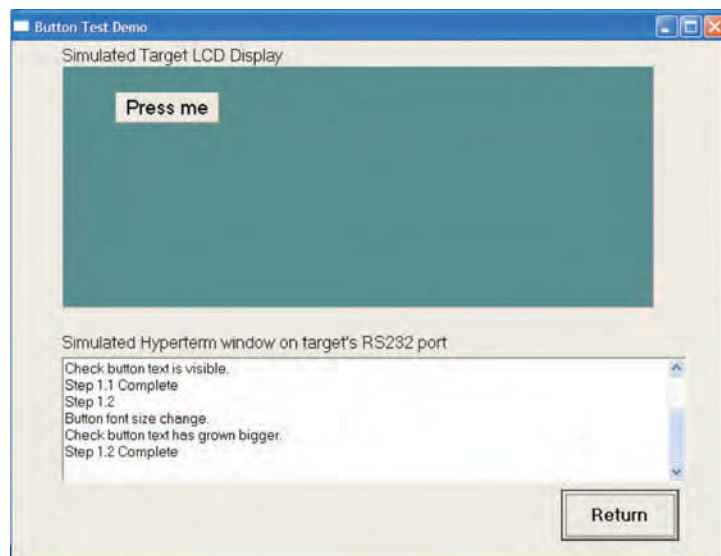 Button Test Demo
Simulated Target LCD Display
Press me
Simulated Hyperterm window on target's RS232 port
Check button text is visible.
Step 1.1 Complete
Step 1.2
Button font size change.
Check button text has grown bigger.
Step 1.2 Complete
Return